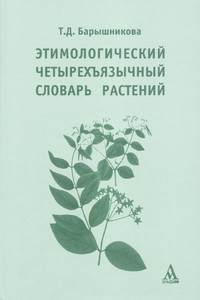 Т.Д. Барышникова
ЭТИМОЛОГИЧЕСКИЙ
ЧЕТЫРЕХЪЯЗЫЧНЫЙ
СЛОВАРЬ РАСТЕНИЙ